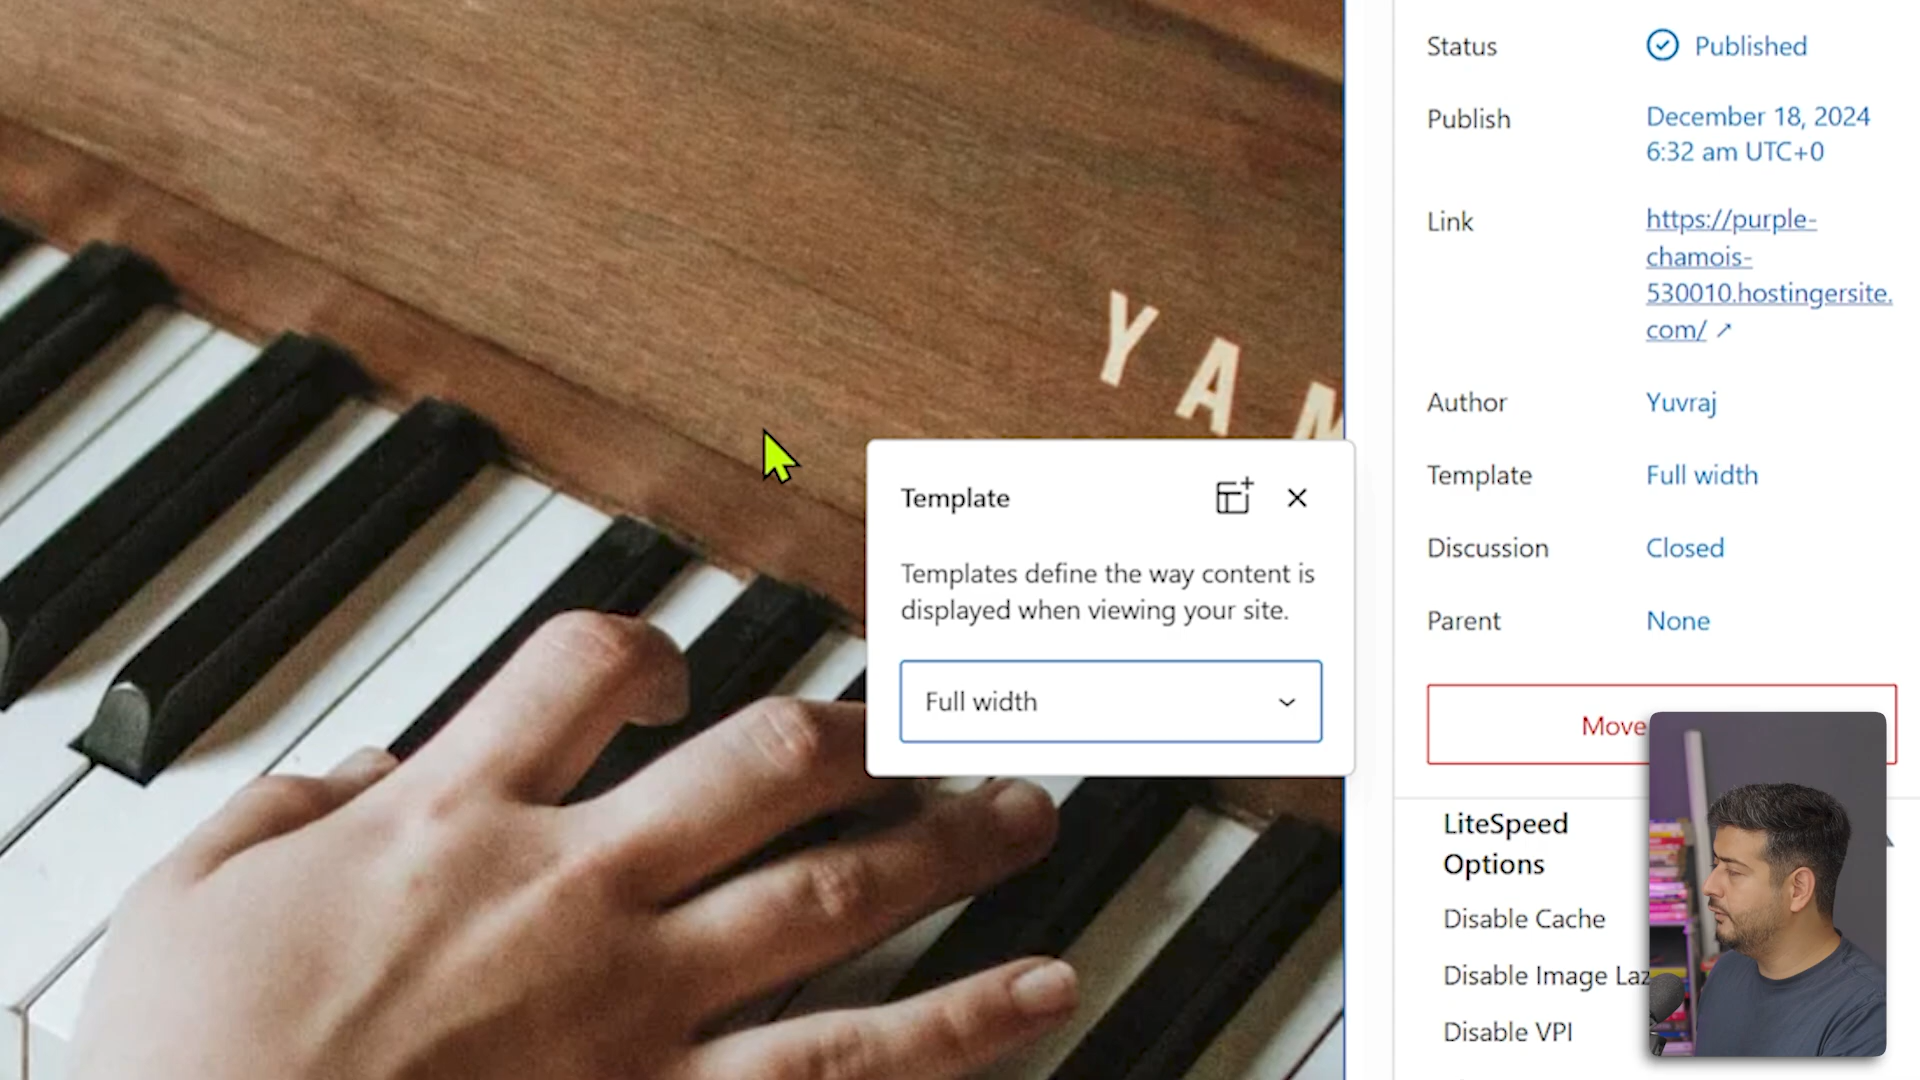 Status
Published
Publish
December 18, 2024
6:32 am UTC+0
Link
https://purple-
chamois-
530010.hostingersite.
com/ ↗
Author
Yuvraj
Template
Full width
Discussion
Closed
Parent
None
Move
YAM
Template
Templates define the way content is
displayed when viewing your site.
Full width
LiteSpeed
Options
Disable Cache
Disable Image Laz
Disable VPI